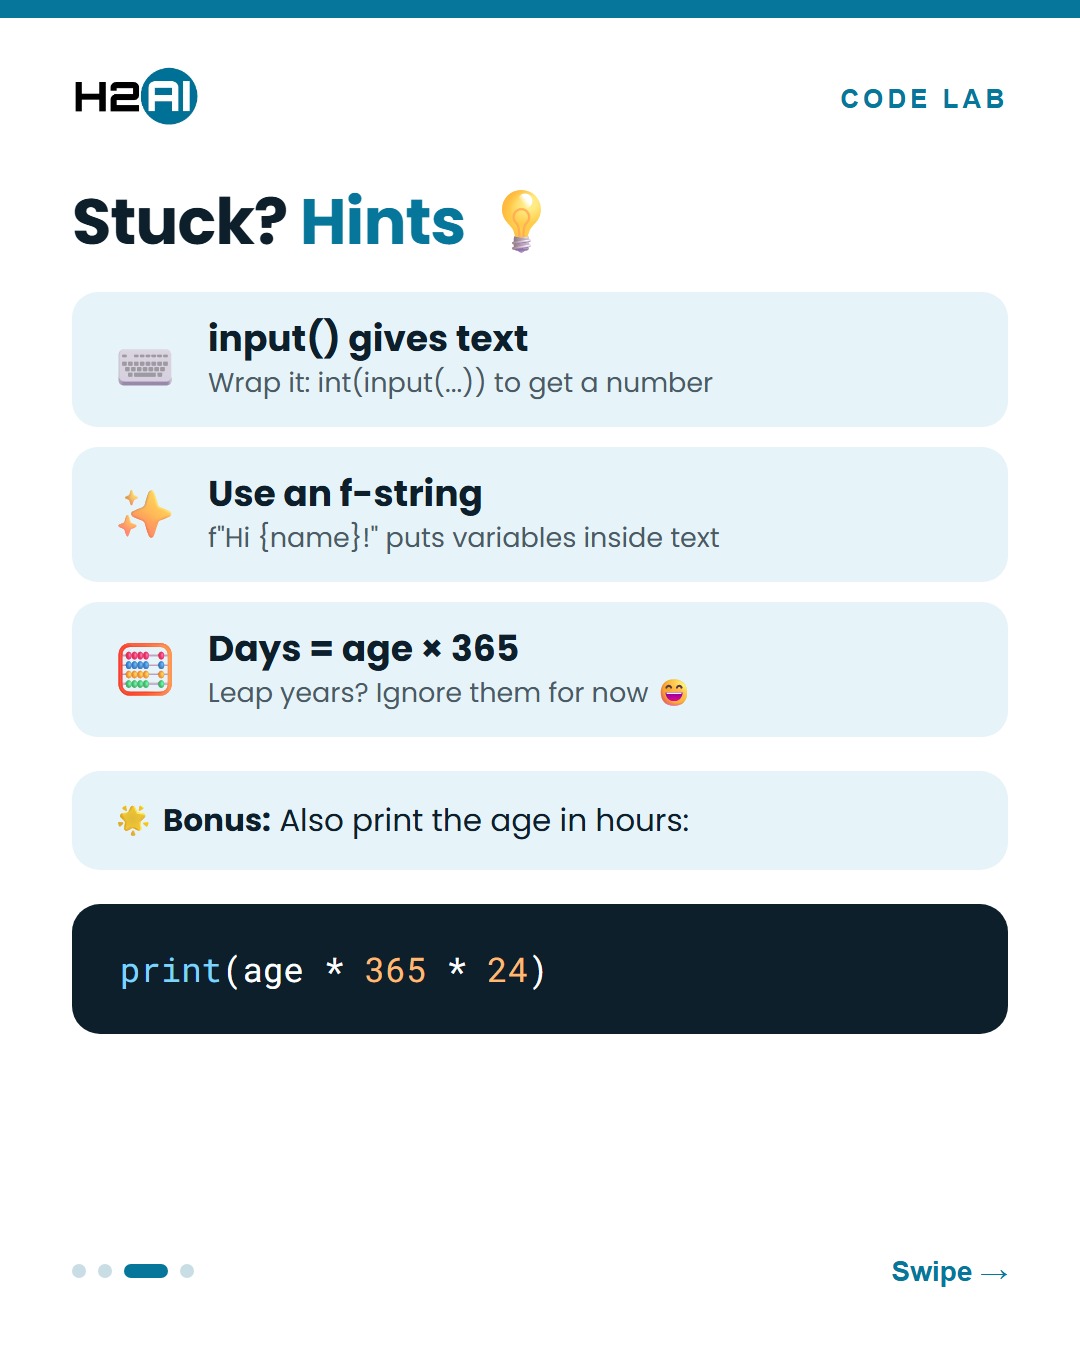 H2AI
CODE LAB
Stuck? Hints 💡
input() gives text
Wrap it: int(input(...)) to get a number
Use an f-string
f"Hi {name}!" puts variables inside text
Days = age × 365
Leap years? Ignore them for now 😄
🌟 Bonus: Also print the age in hours:
print(age * 365 * 24)
Swipe →